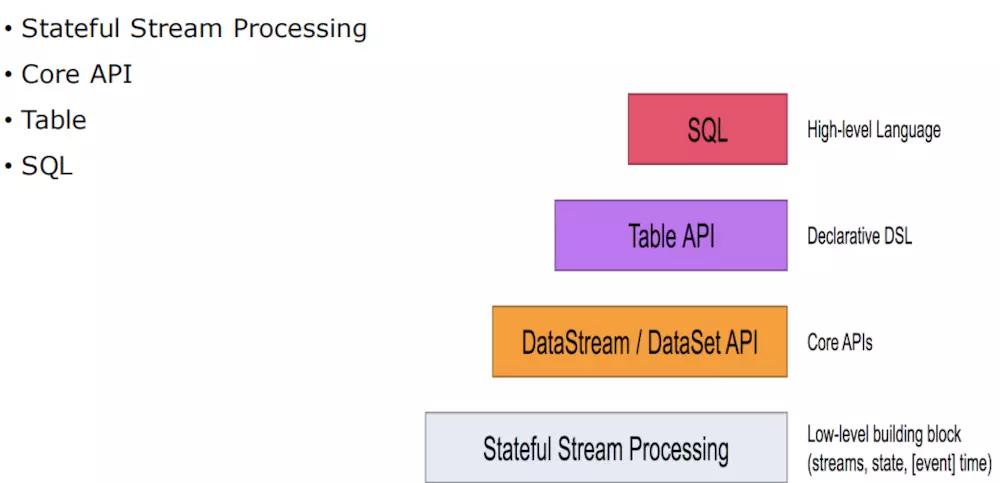 • Stateful Stream Processing
• Core API
• Table
• SQL
SQL
High-level Language
Table API
Declarative DSL
DataStream / DataSet API
Core APIs
Stateful Stream Processing
Low-level building block
(streams, state, [event] time)